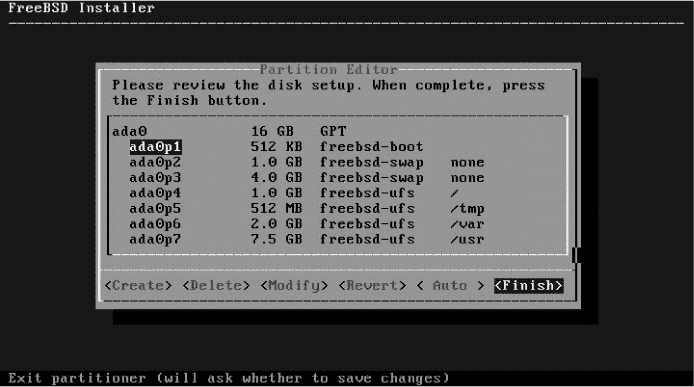 FreeBSD Installer
Partition Editor
Please review the disk setup. When complete, press
the Finish button.
ada0 16 GB GPT
ada0p1 512 KB freebsd-boot
ada0p2 1.0 GB freebsd-swap none
ada0p3 4.0 GB freebsd-swap none
ada0p4 1.0 GB freebsd-ufs /
ada0p5 512 MB freebsd-ufs /tmp
ada0p6 2.0 GB freebsd-ufs /var
ada0p7 7.5 GB freebsd-ufs /usr
<Create> <Delete> <Modify> <Revert> < Auto > <Finish>
Exit partitioner (will ask whether to save changes)